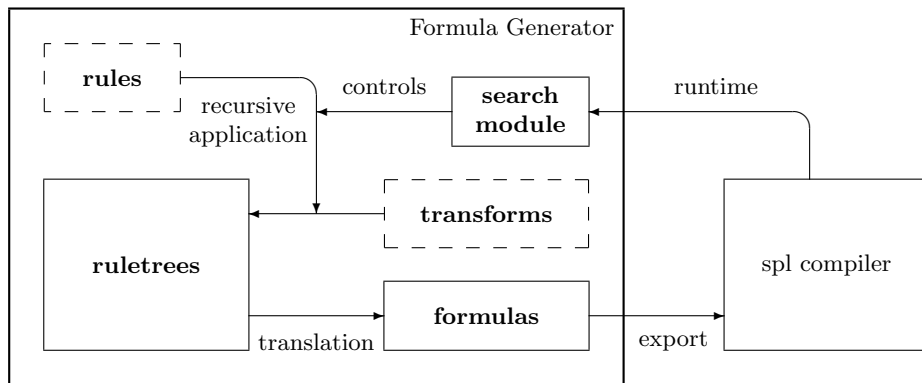 Formula Generator
rules
recursive
application
controls
search
module
runtime
transforms
ruletrees
spl compiler
translation
formulas
export